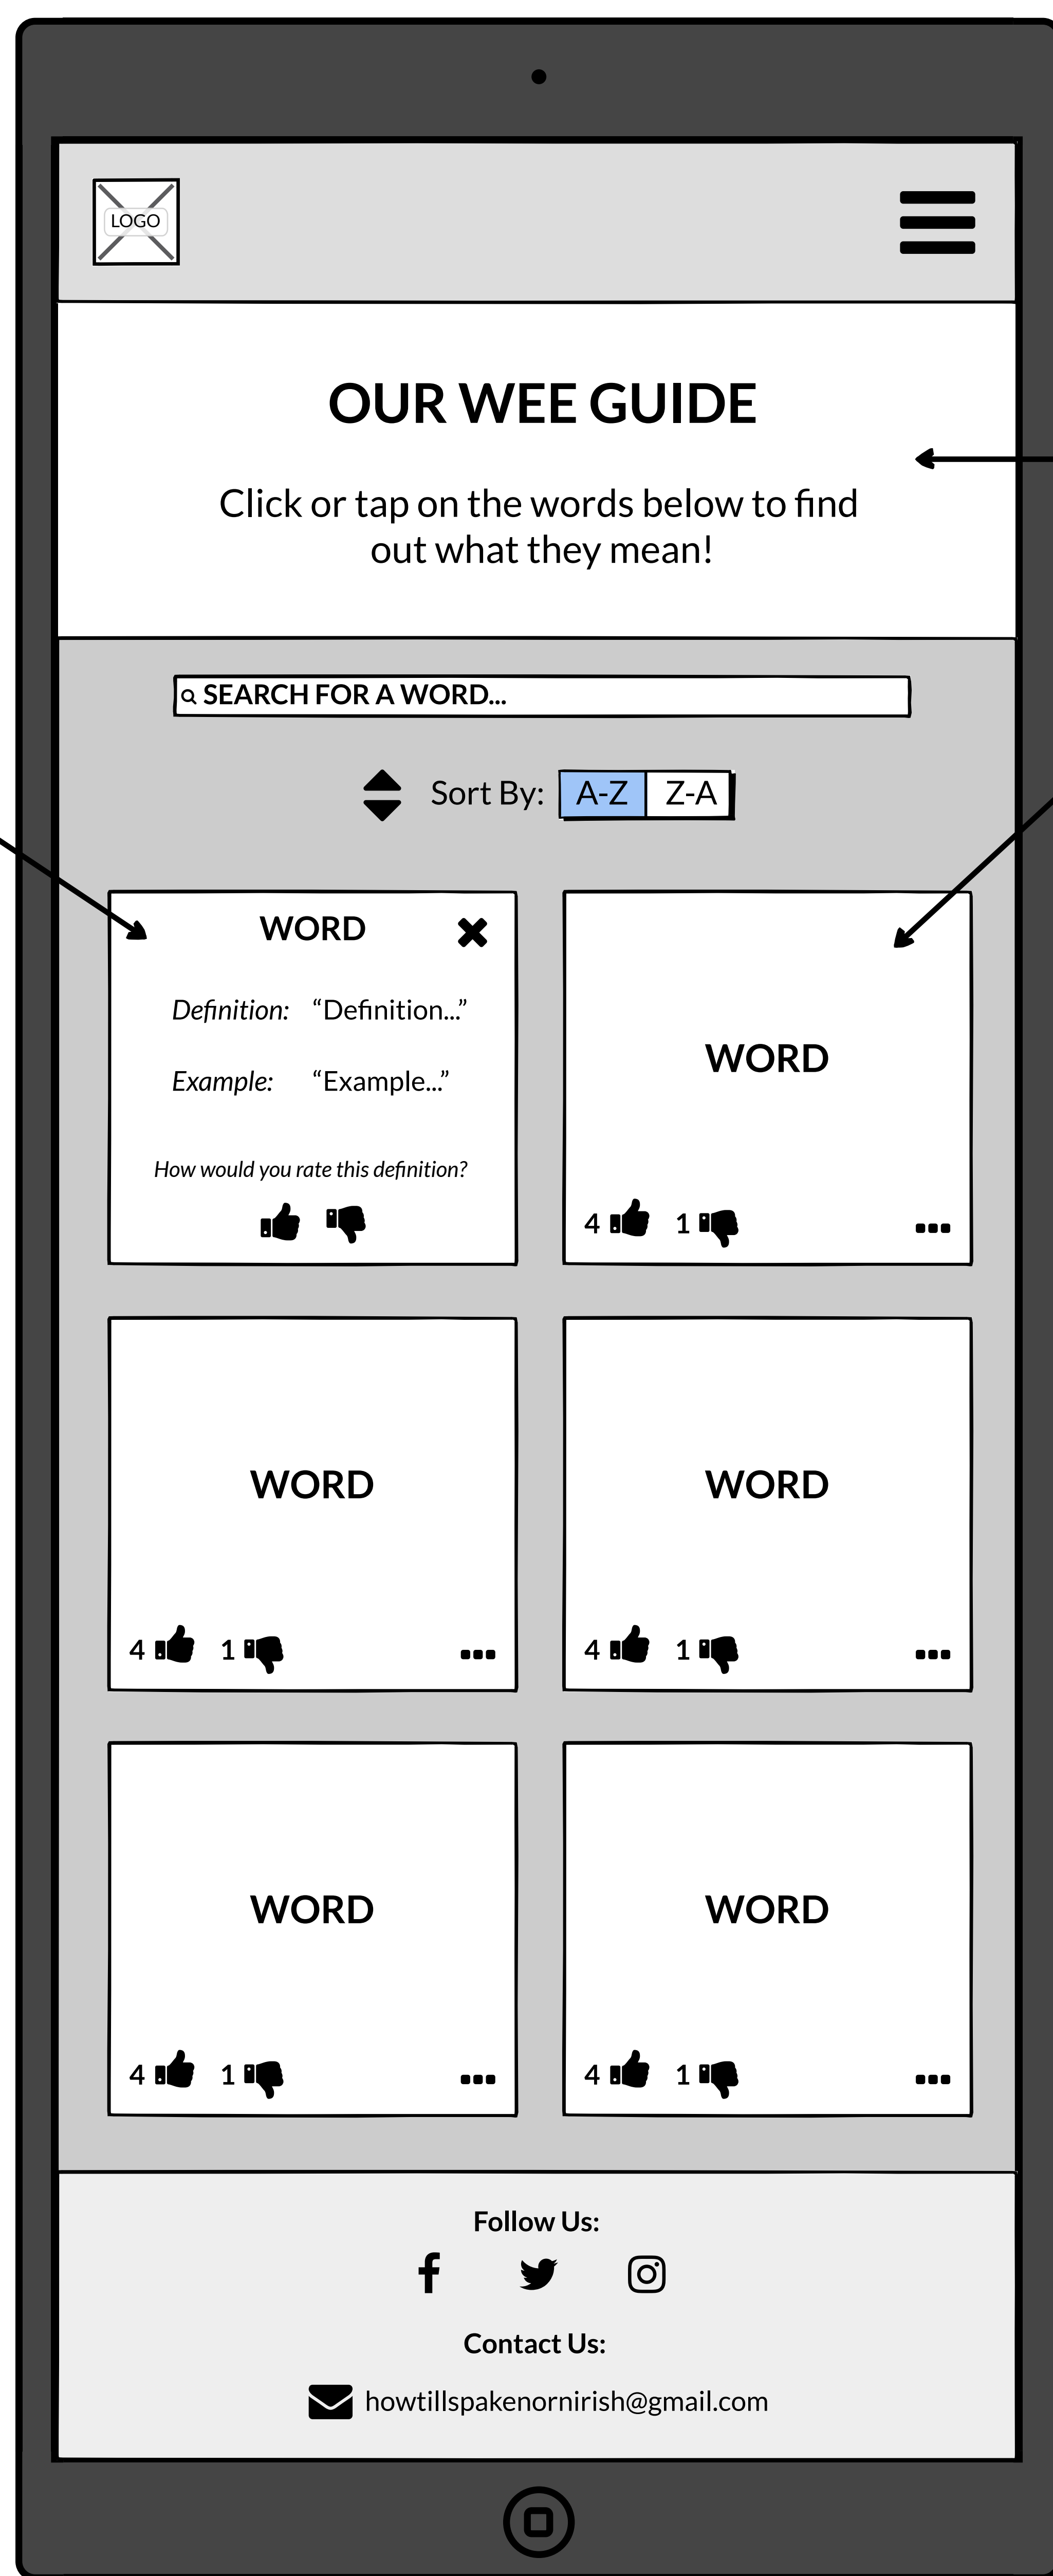 LOGO
OUR WEE GUIDE
Click or tap on the words below to find
out what they mean!
SEARCH FOR A WORD...
Sort By: A-Z Z-A
WORD
Definition: “Definition...”
Example: “Example...”
How would you rate this definition?
WORD
4 1
WORD
4 1
WORD
4 1
WORD
4 1
WORD
4 1
Follow Us:
Contact Us:
howtillspakenornirish@gmail.com